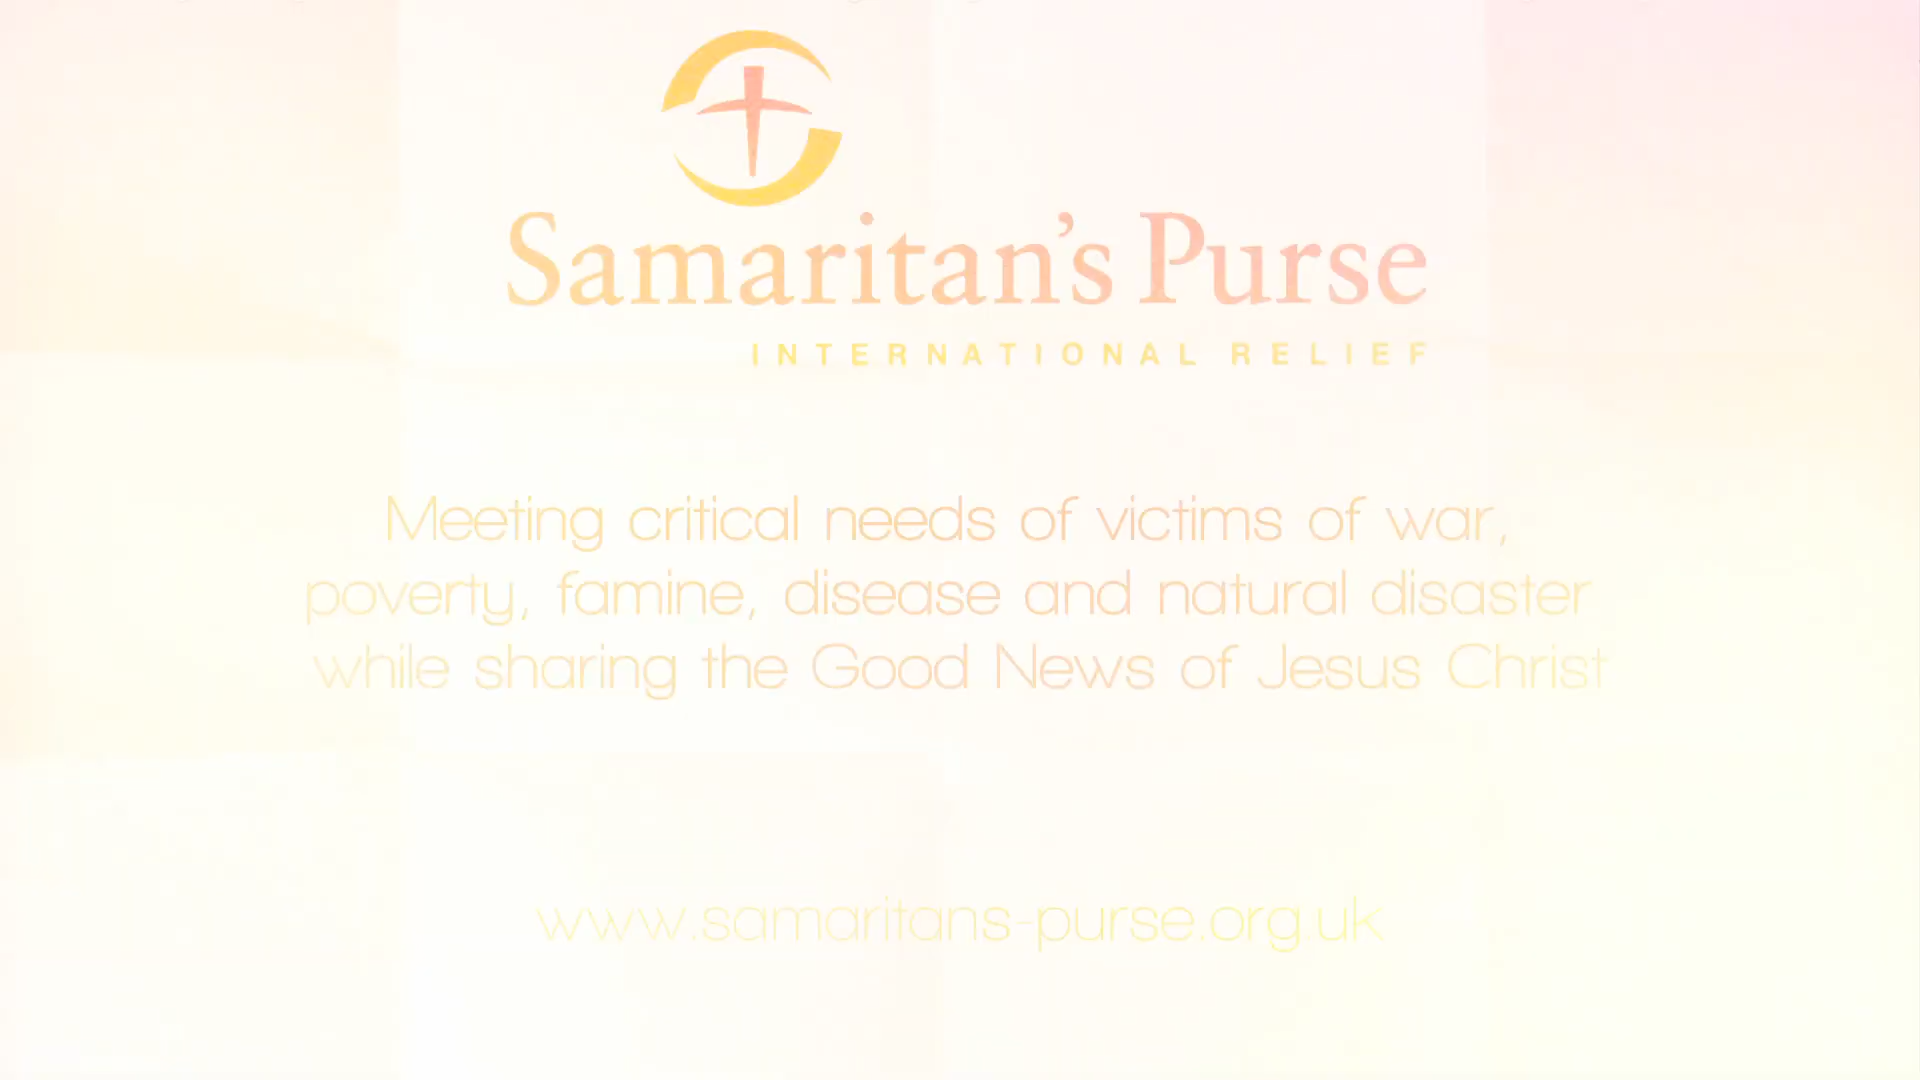 Samaritan's Purse
INTERNATIONAL RELIEF
Meeting critical needs of victims of war,
poverty, famine, disease and natural disaster
while sharing the Good News of Jesus Christ
www.samaritans-purse.org.uk